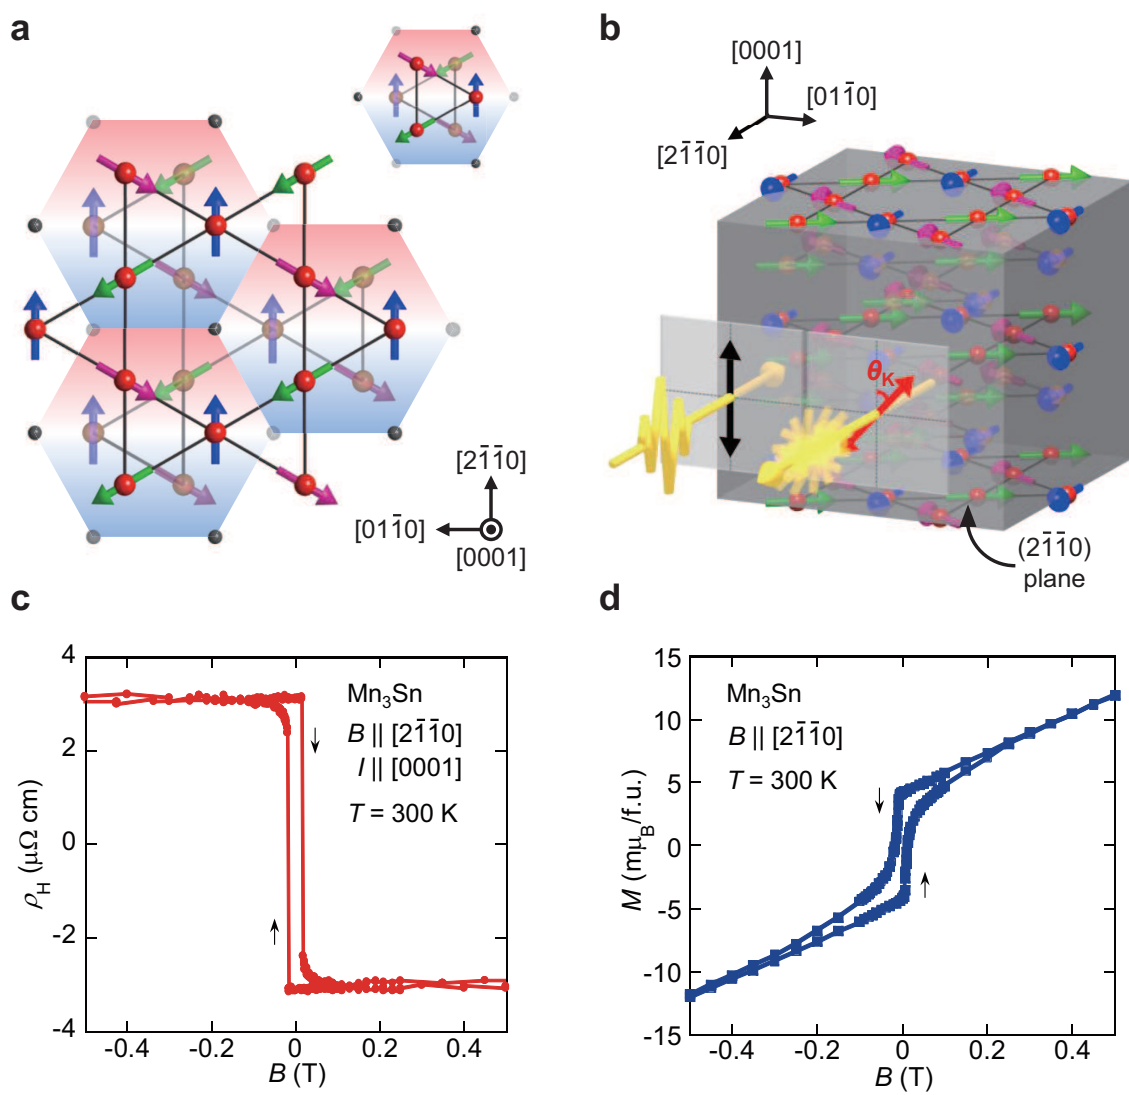 a
[21̅1̅0]
[011̅0]
[0001]
b
[0001]
[011̅0]
[21̅1̅0]
θK
(21̅1̅0)
plane
c
4
2
0
-2
-4
ρH (μΩ cm)
Mn3Sn
B || [21̅1̅0]
I || [0001]
T = 300 K
-0.4
-0.2
0
0.2
0.4
B (T)
d
15
10
5
0
-5
-10
-15
M (mμB/f.u.)
Mn3Sn
B || [21̅1̅0]
T = 300 K
-0.4
-0.2
0
0.2
0.4
B (T)